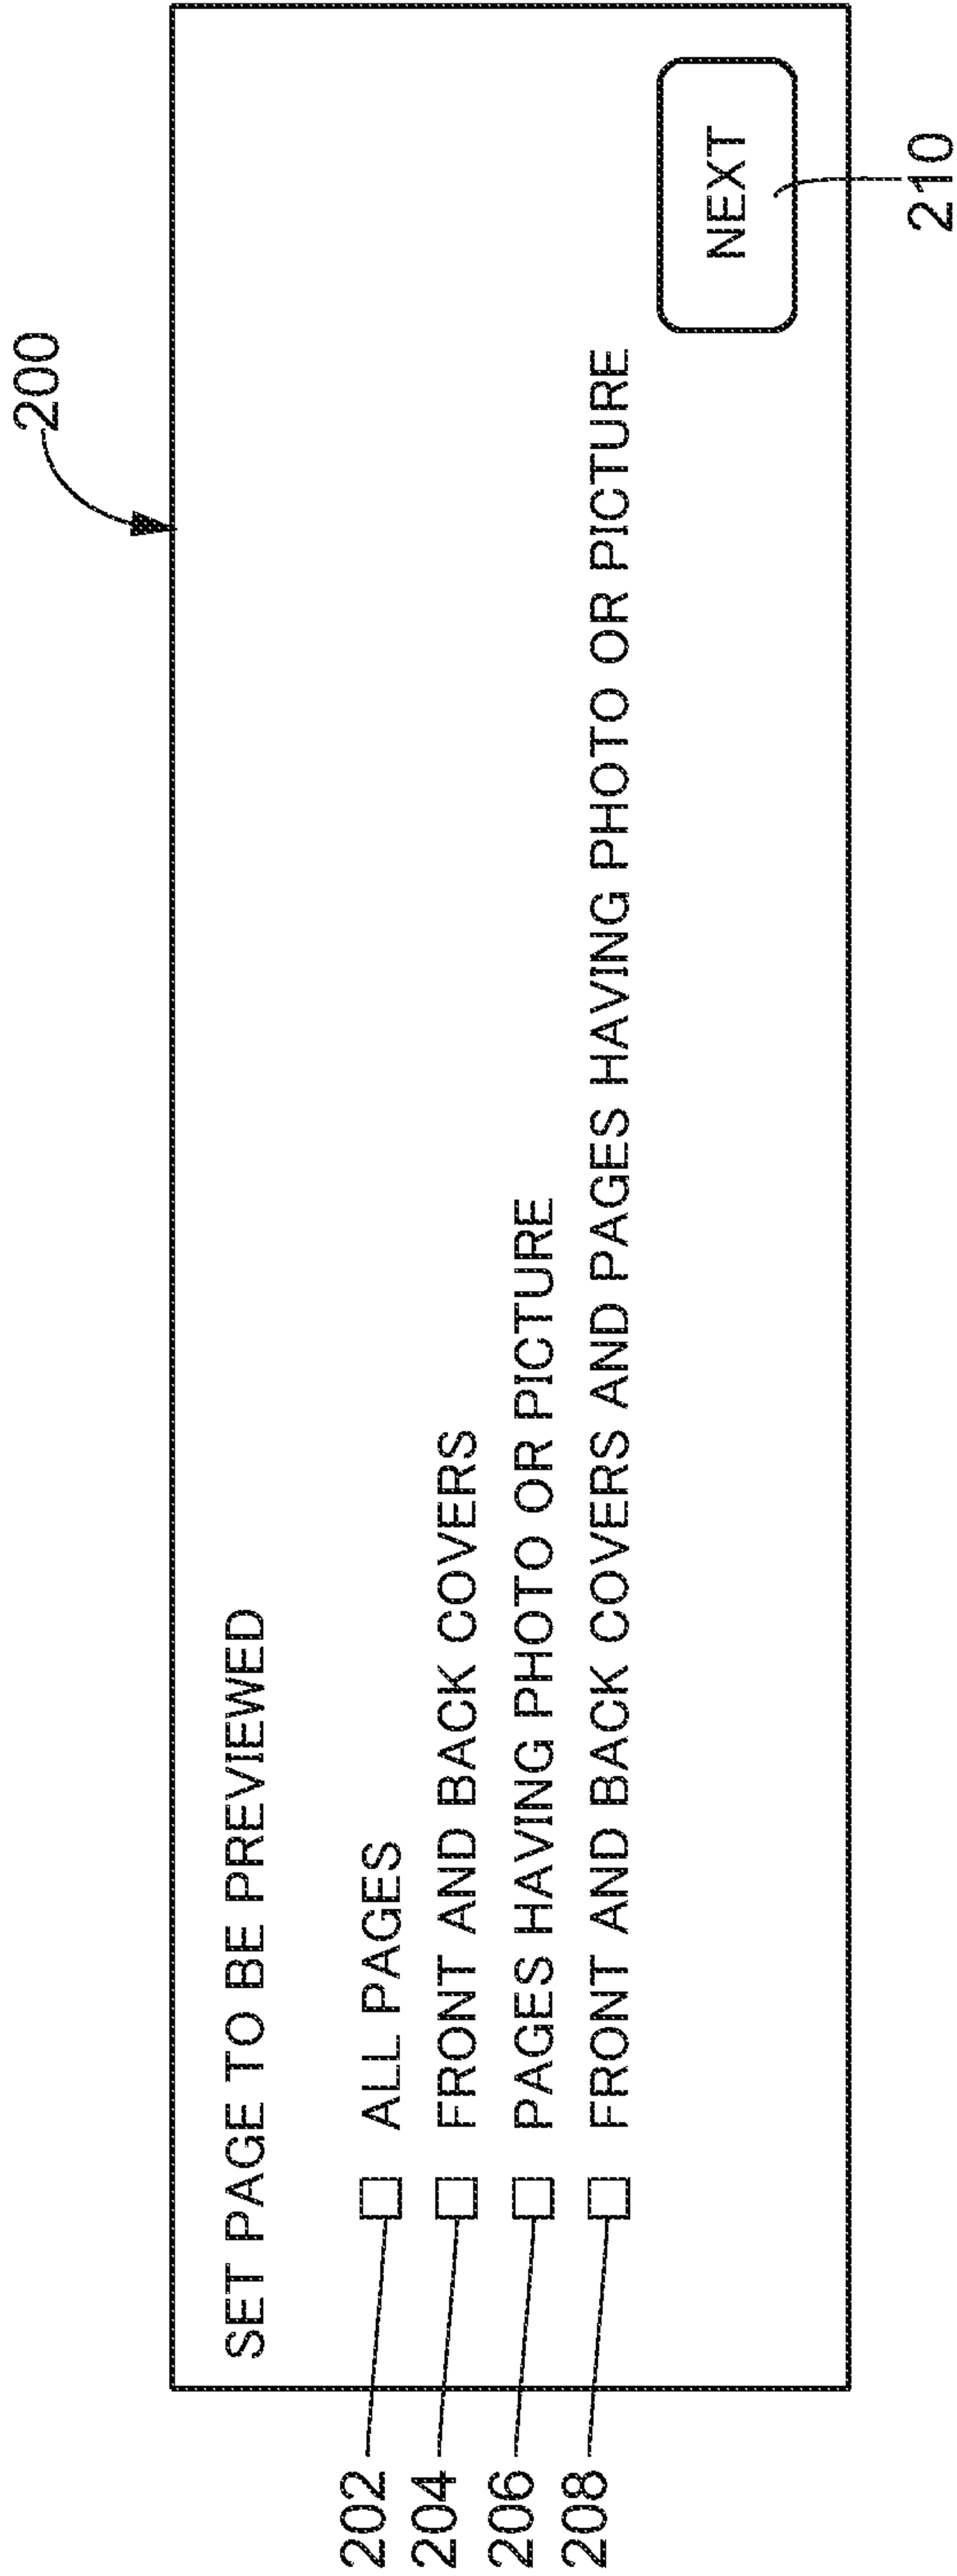 200
SET PAGE TO BE PREVIEWED
202 ALL PAGES
204 FRONT AND BACK COVERS
206 PAGES HAVING PHOTO OR PICTURE
208 FRONT AND BACK COVERS AND PAGES HAVING PHOTO OR PICTURE
NEXT
210